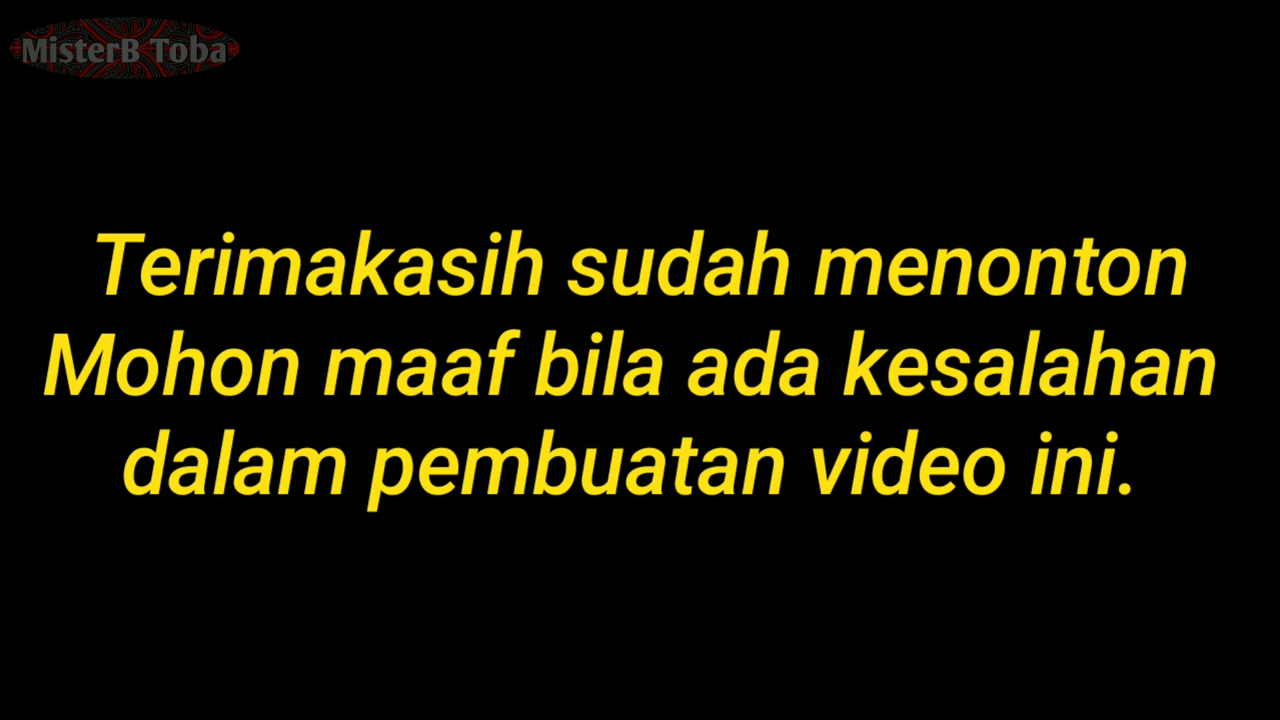 MisterB Toba
Terimakasih sudah menonton
Mohon maaf bila ada kesalahan
dalam pembuatan video ini.